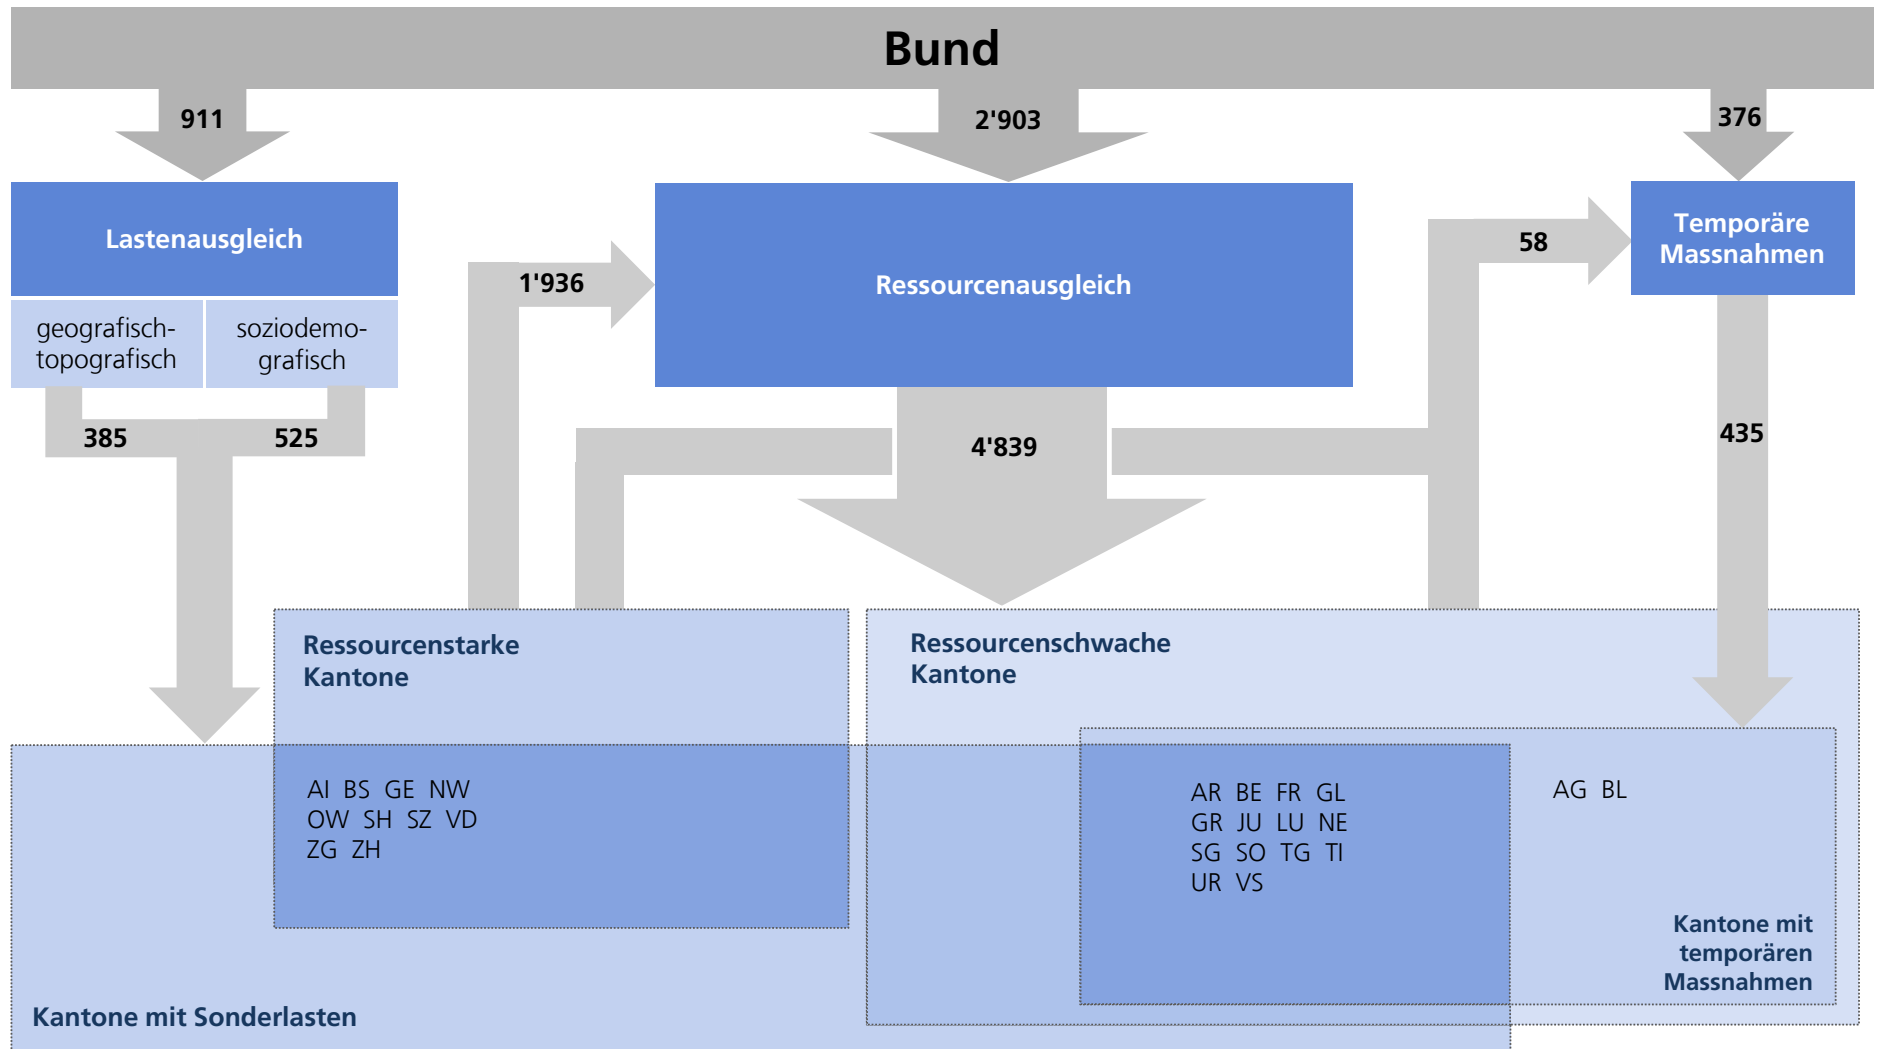 Bund
911
2'903
376
Lastenausgleich
geografisch-
topografisch
soziodemo-
grafisch
385
525
1'936
Ressourcenausgleich
4'839
58
Temporäre
Massnahmen
435
Ressourcenstarke
Kantone
Ressourcenschwache
Kantone
AI BS GE NW
OW SH SZ VD
ZG ZH
AR BE FR GL
GR JU LU NE
SG SO TG TI
UR VS
AG BL
Kantone mit
temporären
Massnahmen
Kantone mit Sonderlasten